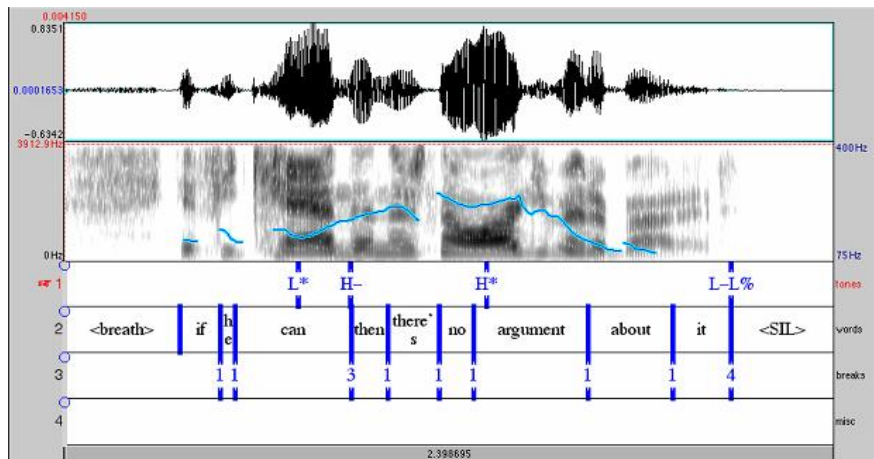 0.004150
0.8351
0.0001653
-0.6342
3912.9Hz
400Hz
0Hz
75Hz
1 L* H- H* L-L% tones
2 <breath> if he can then there's no argument about it <SIL> words
3 1 1 3 1 1 1 1 1 4 breaks
4 misc
2.398695